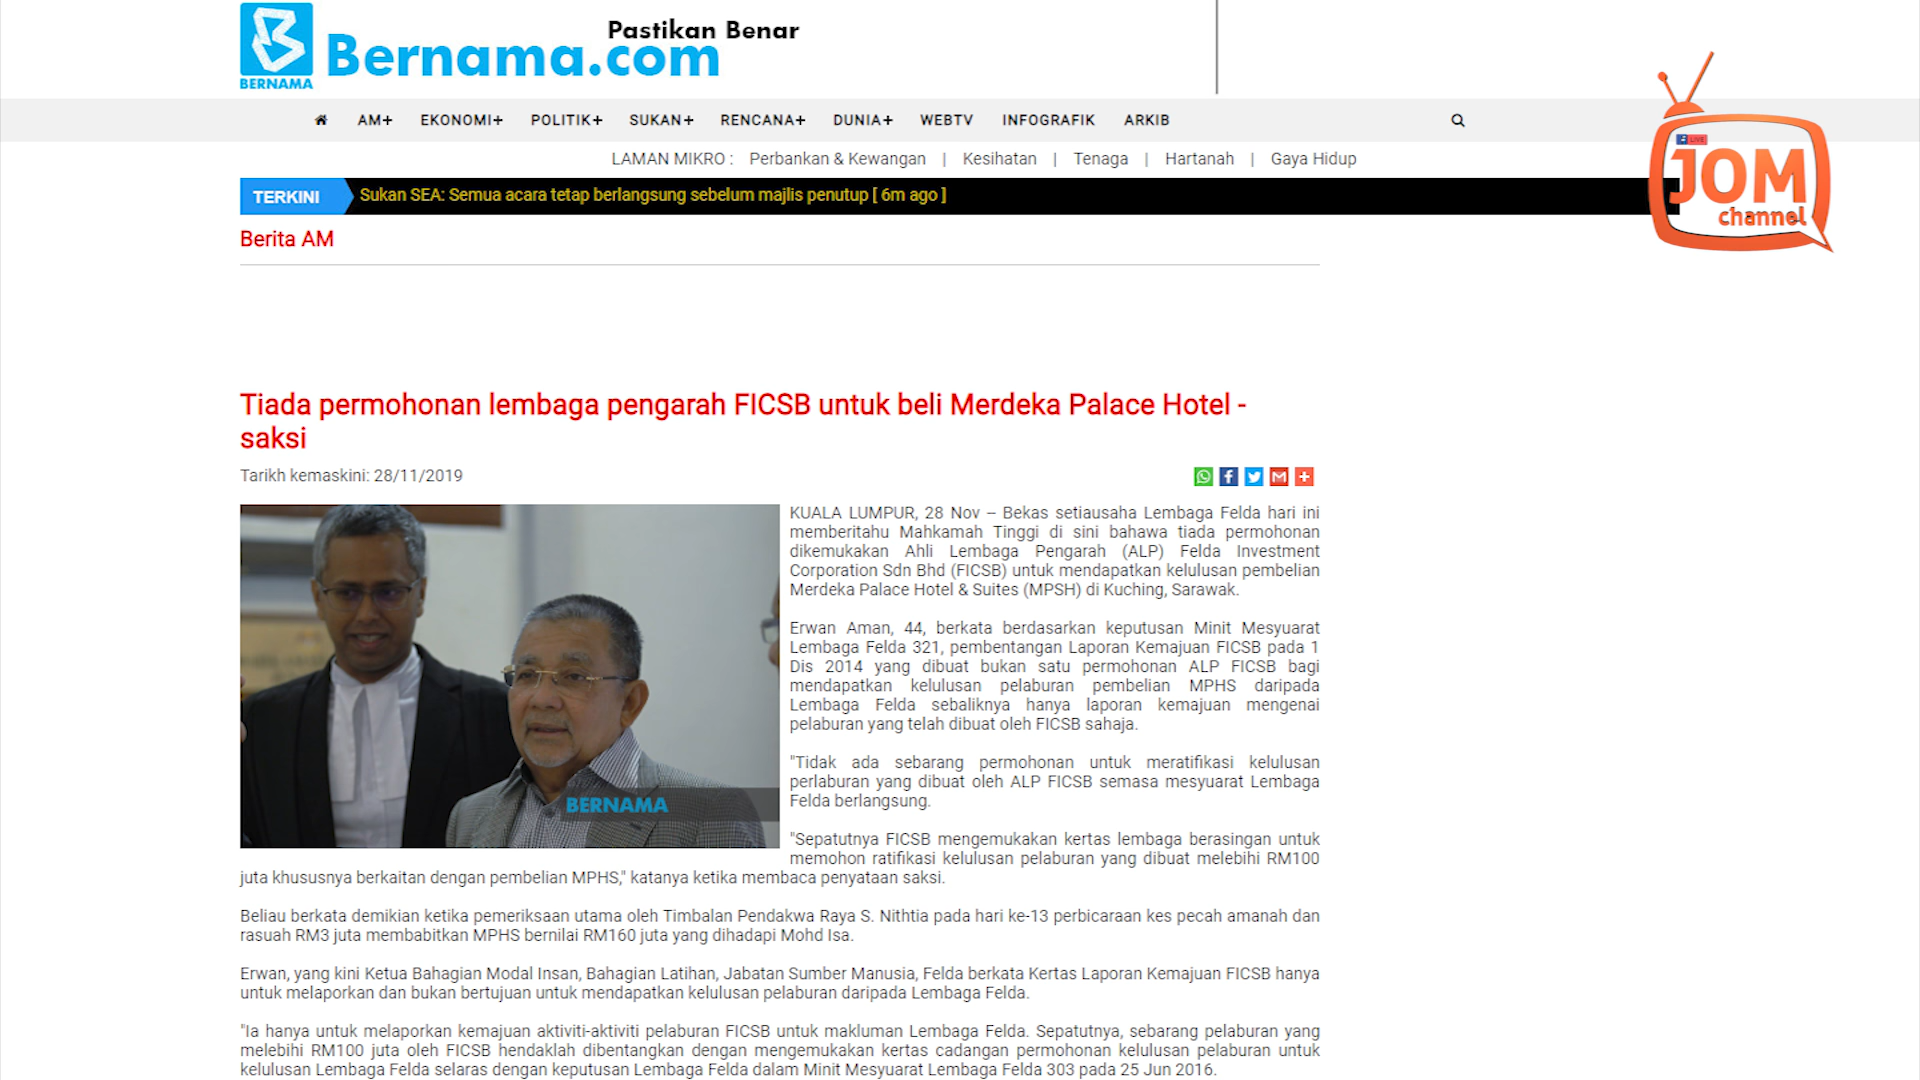 BERNAMA
Pastikan Benar
Bernama.com
AM+ EKONOMI+ POLITIK+ SUKAN+ RENCANA+ DUNIA+ WEBTV INFOGRAFIK ARKIB
LIVE
JOM
channel
LAMAN MIKRO : Perbankan & Kewangan | Kesihatan | Tenaga | Hartanah | Gaya Hidup
TERKINI Sukan SEA: Semua acara tetap berlangsung sebelum majlis penutup [ 6m ago ]
Berita AM
Tiada permohonan lembaga pengarah FICSB untuk beli Merdeka Palace Hotel -
saksi
Tarikh kemaskini: 28/11/2019
BERNAMA
KUALA LUMPUR, 28 Nov – Bekas setiausaha Lembaga Felda hari ini
memberitahu Mahkamah Tinggi di sini bahawa tiada permohonan
dikemukakan Ahli Lembaga Pengarah (ALP) Felda Investment
Corporation Sdn Bhd (FICSB) untuk mendapatkan kelulusan pembelian
Merdeka Palace Hotel & Suites (MPSH) di Kuching, Sarawak.
Erwan Aman, 44, berkata berdasarkan keputusan Minit Mesyuarat
Lembaga Felda 321, pembentangan Laporan Kemajuan FICSB pada 1
Dis 2014 yang dibuat bukan satu permohonan ALP FICSB bagi
mendapatkan kelulusan pelaburan pembelian MPHS daripada
Lembaga Felda sebaliknya hanya laporan kemajuan mengenai
pelaburan yang telah dibuat oleh FICSB sahaja.
"Tidak ada sebarang permohonan untuk meratifikasi kelulusan
perlaburan yang dibuat oleh ALP FICSB semasa mesyuarat Lembaga
Felda berlangsung.
"Sepatutnya FICSB mengemukakan kertas lembaga berasingan untuk
memohon ratifikasi kelulusan pelaburan yang dibuat melebihi RM100
juta khususnya berkaitan dengan pembelian MPHS," katanya ketika membaca penyataan saksi.
Beliau berkata demikian ketika pemeriksaan utama oleh Timbalan Pendakwa Raya S. Nithtia pada hari ke-13 perbicaraan kes pecah amanah dan
rasuah RM3 juta membabitkan MPHS bernilai RM160 juta yang dihadapi Mohd Isa.
Erwan, yang kini Ketua Bahagian Modal Insan, Bahagian Latihan, Jabatan Sumber Manusia, Felda berkata Kertas Laporan Kemajuan FICSB hanya
untuk melaporkan dan bukan bertujuan untuk mendapatkan kelulusan pelaburan daripada Lembaga Felda.
"Ia hanya untuk melaporkan kemajuan aktiviti-aktiviti pelaburan FICSB untuk makluman Lembaga Felda. Sepatutnya, sebarang pelaburan yang
melebihi RM100 juta oleh FICSB hendaklah dibentangkan dengan mengemukakan kertas cadangan permohonan kelulusan pelaburan untuk
kelulusan Lembaga Felda selaras dengan keputusan Lembaga Felda dalam Minit Mesyuarat Lembaga Felda 303 pada 25 Jun 2016.